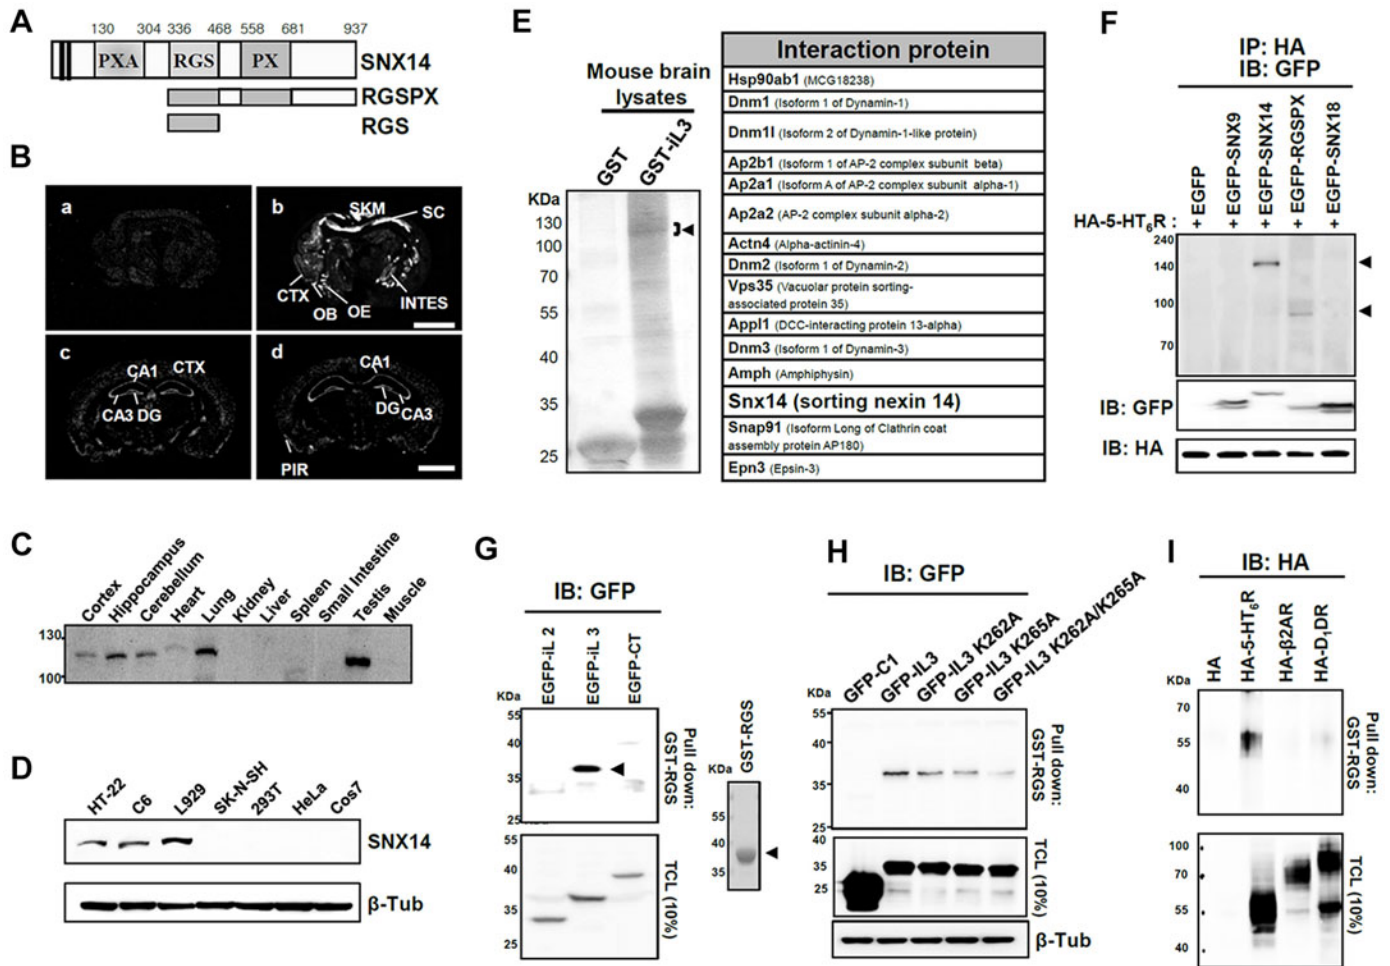 A
130 304 336 468 558 681 937
PXA RGS PX SNX14
RGSPX
RGS
B
a
b
SKM SC
CTX OB OE INTES
c
CA1 CTX
CA3 DG
d
CA1
DG CA3
PIR
C
Cortex
Hippocampus
Cerebellum
Heart
Lung
Kidney
Liver
Spleen
Small Intestine
Testis
Muscle
130
100
D
HT-22
C6
L929
SK-N-SH
293T
HeLa
Cos7
SNX14
β-Tub
E
Mouse brain
lysates
GST
GST-iL3
KDa
130
100
70
55
40
35
25
Interaction protein
Hsp90ab1 (MCG18238)
Dnm1 (Isoform 1 of Dynamin-1)
Dnm1l (Isoform 2 of Dynamin-1-like protein)
Ap2b1 (Isoform 1 of AP-2 complex subunit beta)
Ap2a1 (Isoform A of AP-2 complex subunit alpha-1)
Ap2a2 (AP-2 complex subunit alpha-2)
Actn4 (Alpha-actinin-4)
Dnm2 (Isoform 1 of Dynamin-2)
Vps35 (Vacuolar protein sorting-
associated protein 35)
Appl1 (DCC-interacting protein 13-alpha)
Dnm3 (Isoform 1 of Dynamin-3)
Amph (Amphiphysin)
Snx14 (sorting nexin 14)
Snap91 (Isoform Long of Clathrin coat
assembly protein AP180)
Epn3 (Epsin-3)
F
IP: HA
IB: GFP
EGFP
EGFP-SNX9
EGFP-SNX14
EGFP-RGSPX
EGFP-SNX18
HA-5-HT6R : + + + + +
240
140
100
70
IB: GFP
IB: HA
G
IB: GFP
EGFP-iL 2
EGFP-iL 3
EGFP-CT
KDa
55
40
35
25
Pull down:
GST-RGS
55
40
35
25
TCL (10%)
GST-RGS
KDa
55
40
35
H
IB: GFP
GFP-C1
GFP-IL3
GFP-iL3 K262A
GFP-iL3 K265A
GFP-iL3 K262A/K265A
KDa
55
40
35
25
Pull down:
GST-RGS
40
35
25
TCL (10%)
β-Tub
I
IB: HA
HA
HA-5-HT6R
HA-β2AR
HA-D1DR
KDa
70
55
40
Pull down:
GST-RGS
100
70
55
40
TCL (10%)